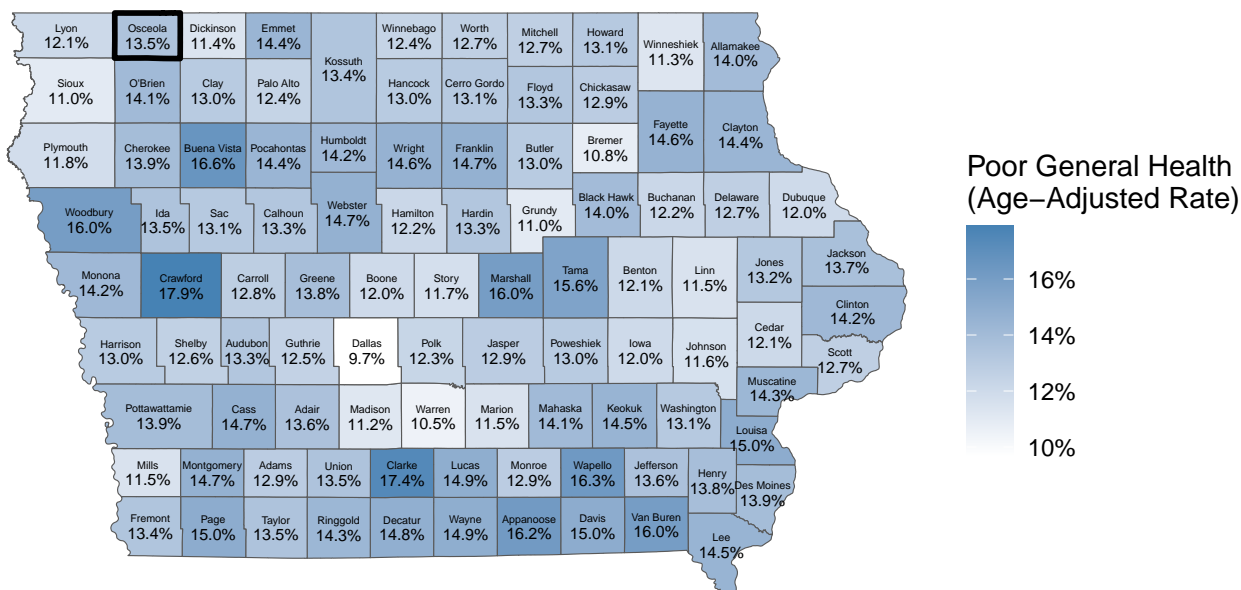 Lyon
12.1%
Osceola
13.5%
Dickinson
11.4%
Emmet
14.4%
Kossuth
13.4%
Winnebago
12.4%
Worth
12.7%
Mitchell
12.7%
Howard
13.1%
Winneshiek
11.3%
Allamakee
14.0%
Sioux
11.0%
O'Brien
14.1%
Clay
13.0%
Palo Alto
12.4%
Hancock
13.0%
Cerro Gordo
13.1%
Floyd
13.3%
Chickasaw
12.9%
Plymouth
11.8%
Cherokee
13.9%
Buena Vista
16.6%
Pocahontas
14.4%
Humboldt
14.2%
Wright
14.6%
Franklin
14.7%
Butler
13.0%
Bremer
10.8%
Fayette
14.6%
Clayton
14.4%
Woodbury
16.0%
Ida
13.5%
Sac
13.1%
Calhoun
13.3%
Webster
14.7%
Hamilton
12.2%
Hardin
13.3%
Grundy
11.0%
Black Hawk
14.0%
Buchanan
12.2%
Delaware
12.7%
Dubuque
12.0%
Monona
14.2%
Crawford
17.9%
Carroll
12.8%
Greene
13.8%
Boone
12.0%
Story
11.7%
Marshall
16.0%
Tama
15.6%
Benton
12.1%
Linn
11.5%
Jones
13.2%
Jackson
13.7%
Clinton
14.2%
Harrison
13.0%
Shelby
12.6%
Audubon
13.3%
Guthrie
12.5%
Dallas
9.7%
Polk
12.3%
Jasper
12.9%
Poweshiek
13.0%
Iowa
12.0%
Johnson
11.6%
Cedar
12.1%
Scott
12.7%
Muscatine
14.3%
Pottawattamie
13.9%
Cass
14.7%
Adair
13.6%
Madison
11.2%
Warren
10.5%
Marion
11.5%
Mahaska
14.1%
Keokuk
14.5%
Washington
13.1%
Louisa
15.0%
Mills
11.5%
Montgomery
14.7%
Adams
12.9%
Union
13.5%
Clarke
17.4%
Lucas
14.9%
Monroe
12.9%
Wapello
16.3%
Jefferson
13.6%
Henry
13.8%
Des Moines
13.9%
Fremont
13.4%
Page
15.0%
Taylor
13.5%
Ringgold
14.3%
Decatur
14.8%
Wayne
14.9%
Appanoose
16.2%
Davis
15.0%
Van Buren
16.0%
Lee
14.5%
Poor General Health
(Age−Adjusted Rate)
16%
14%
12%
10%